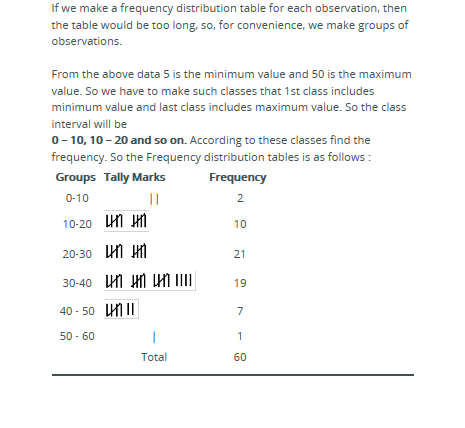 If we make a frequency distribution table for each observation, then
the table would be too long, so, for convenience, we make groups of
observations.
From the above data 5 is the minimum value and 50 is the maximum
value. So we have to make such classes that 1st class includes
minimum value and last class includes maximum value. So the class
interval will be
0 – 10, 10 – 20 and so on. According to these classes find the
frequency. So the Frequency distribution tables is as follows :
Groups Tally Marks Frequency
0-10 || 2
10-20 10
20-30 21
30-40 19
40 - 50 7
50 - 60 | 1
Total 60